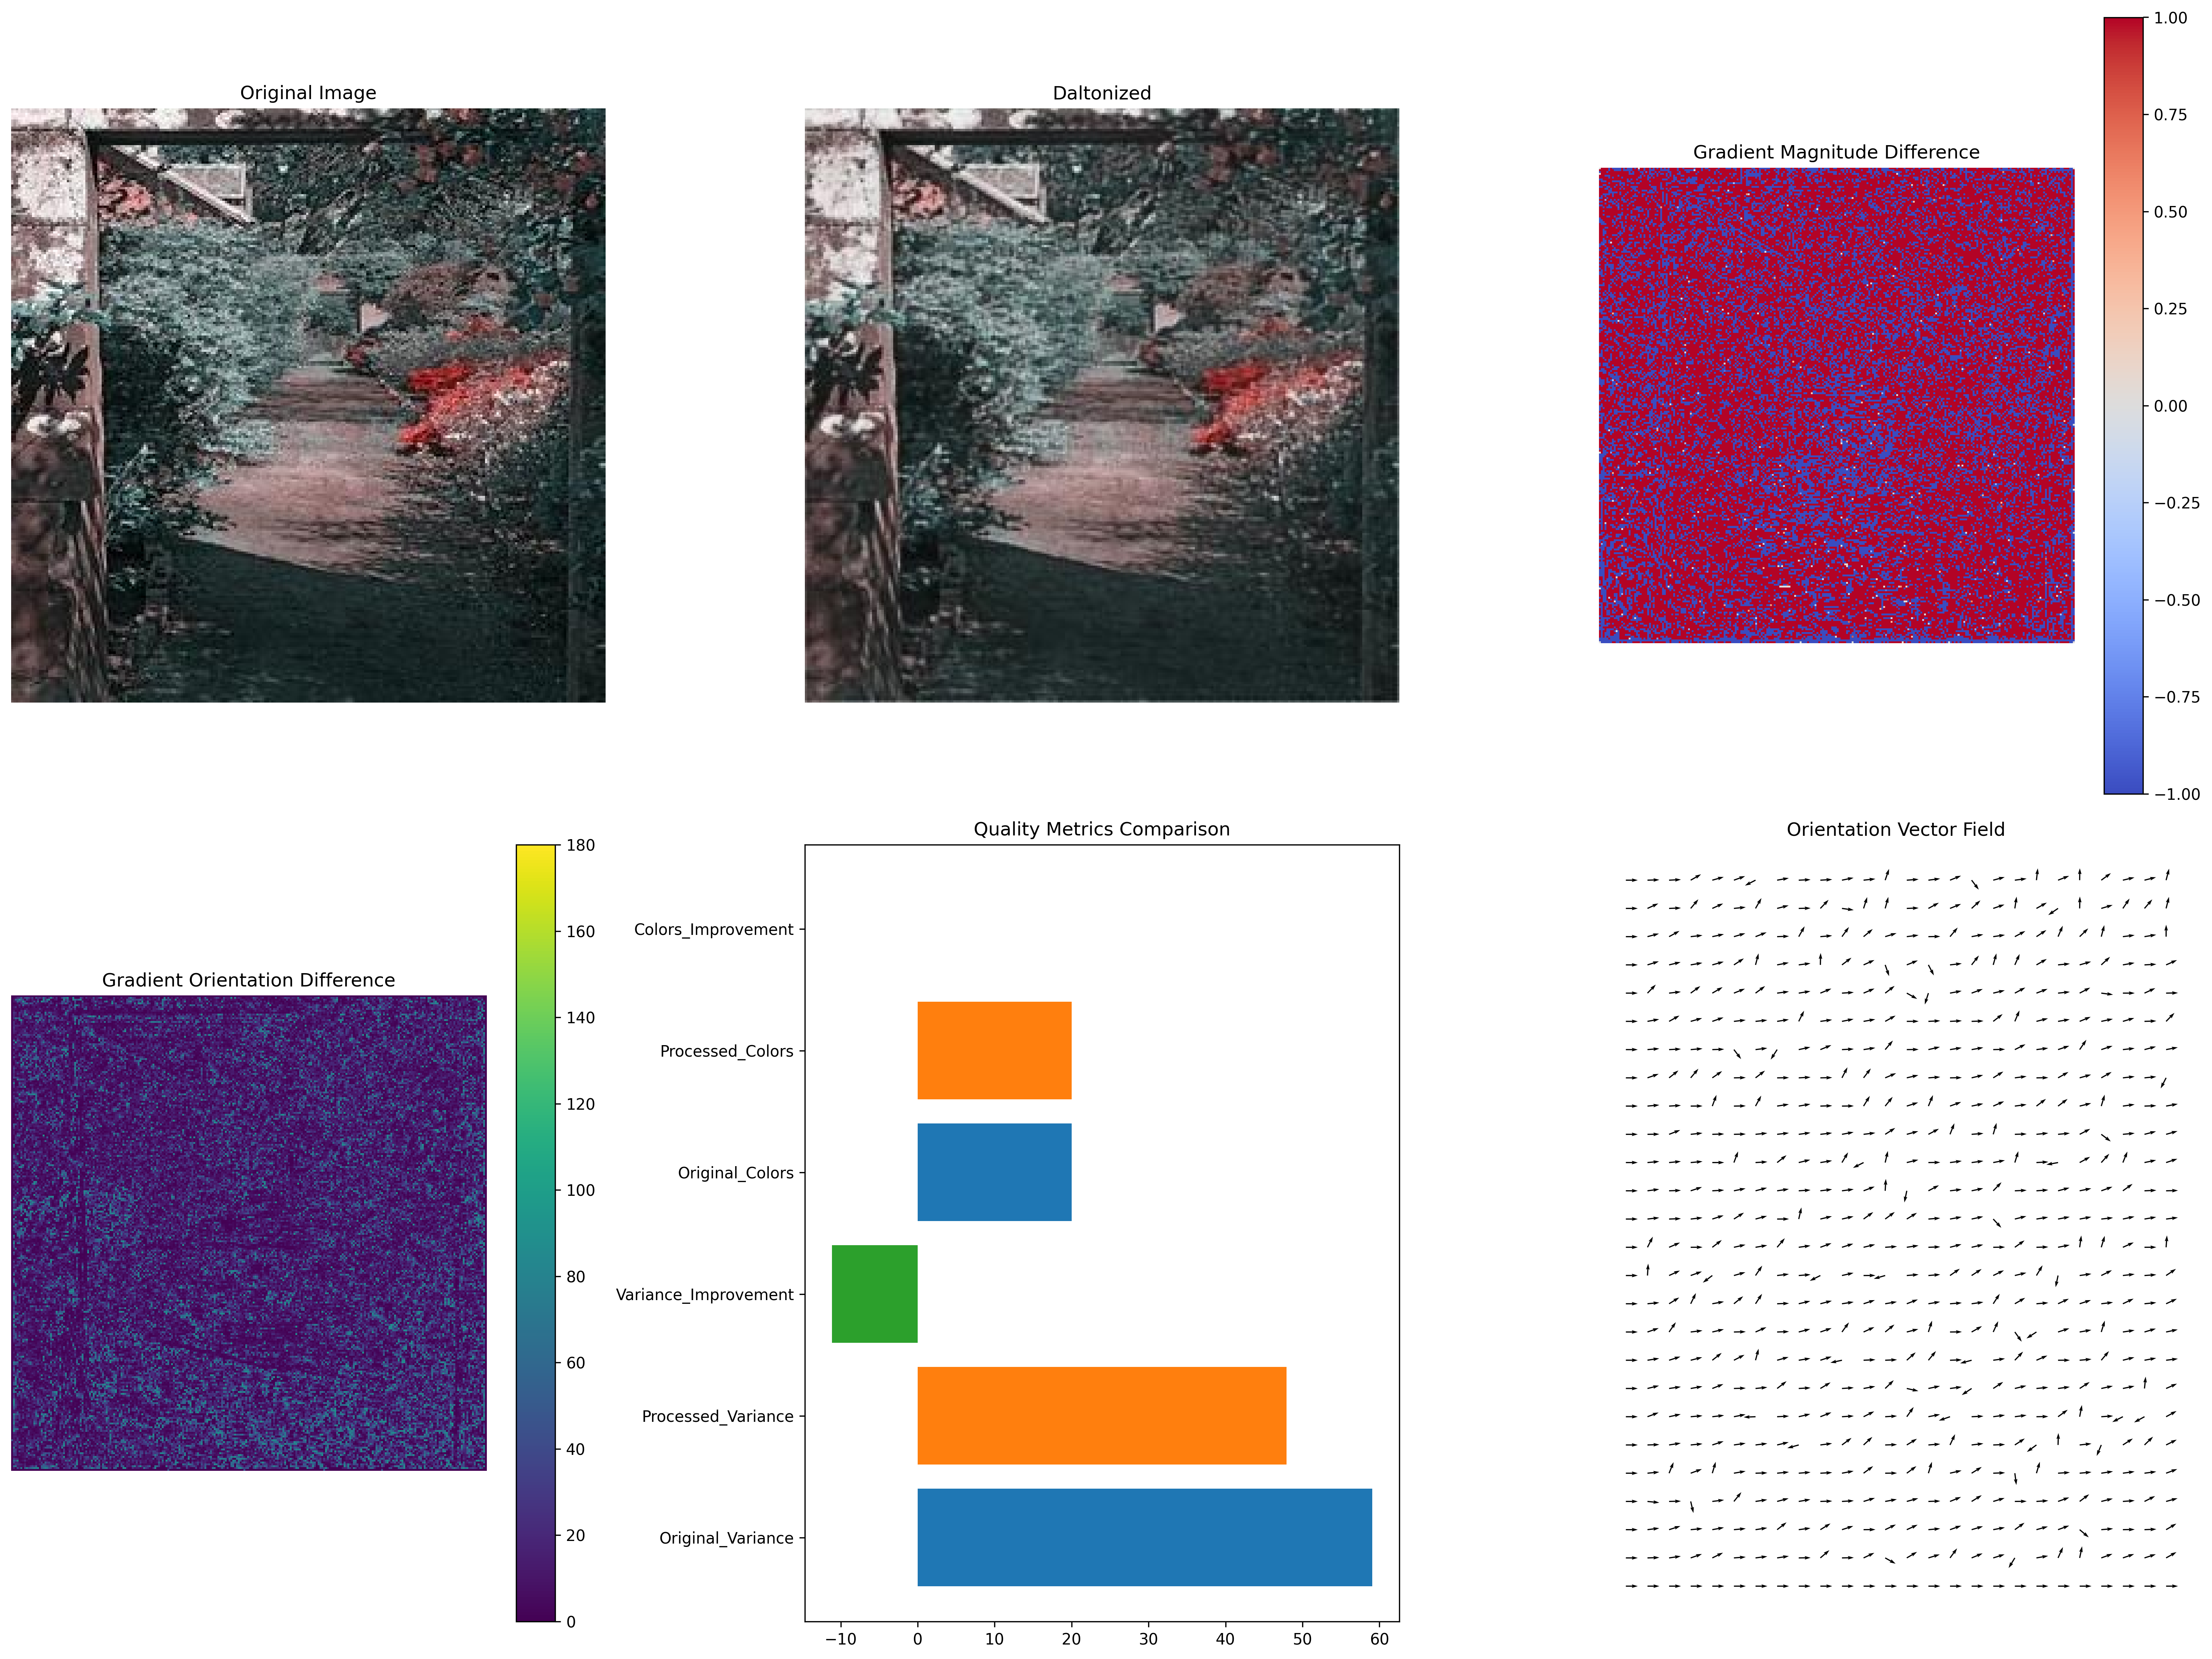 Original Image
Daltonized
Gradient Magnitude Difference
1.00
0.75
0.50
0.25
0.00
−0.25
−0.50
−0.75
−1.00
Gradient Orientation Difference
180
160
140
120
100
80
60
40
20
0
Quality Metrics Comparison
Colors_Improvement
Processed_Colors
Original_Colors
Variance_Improvement
Processed_Variance
Original_Variance
−10 0 10 20 30 40 50 60
Orientation Vector Field